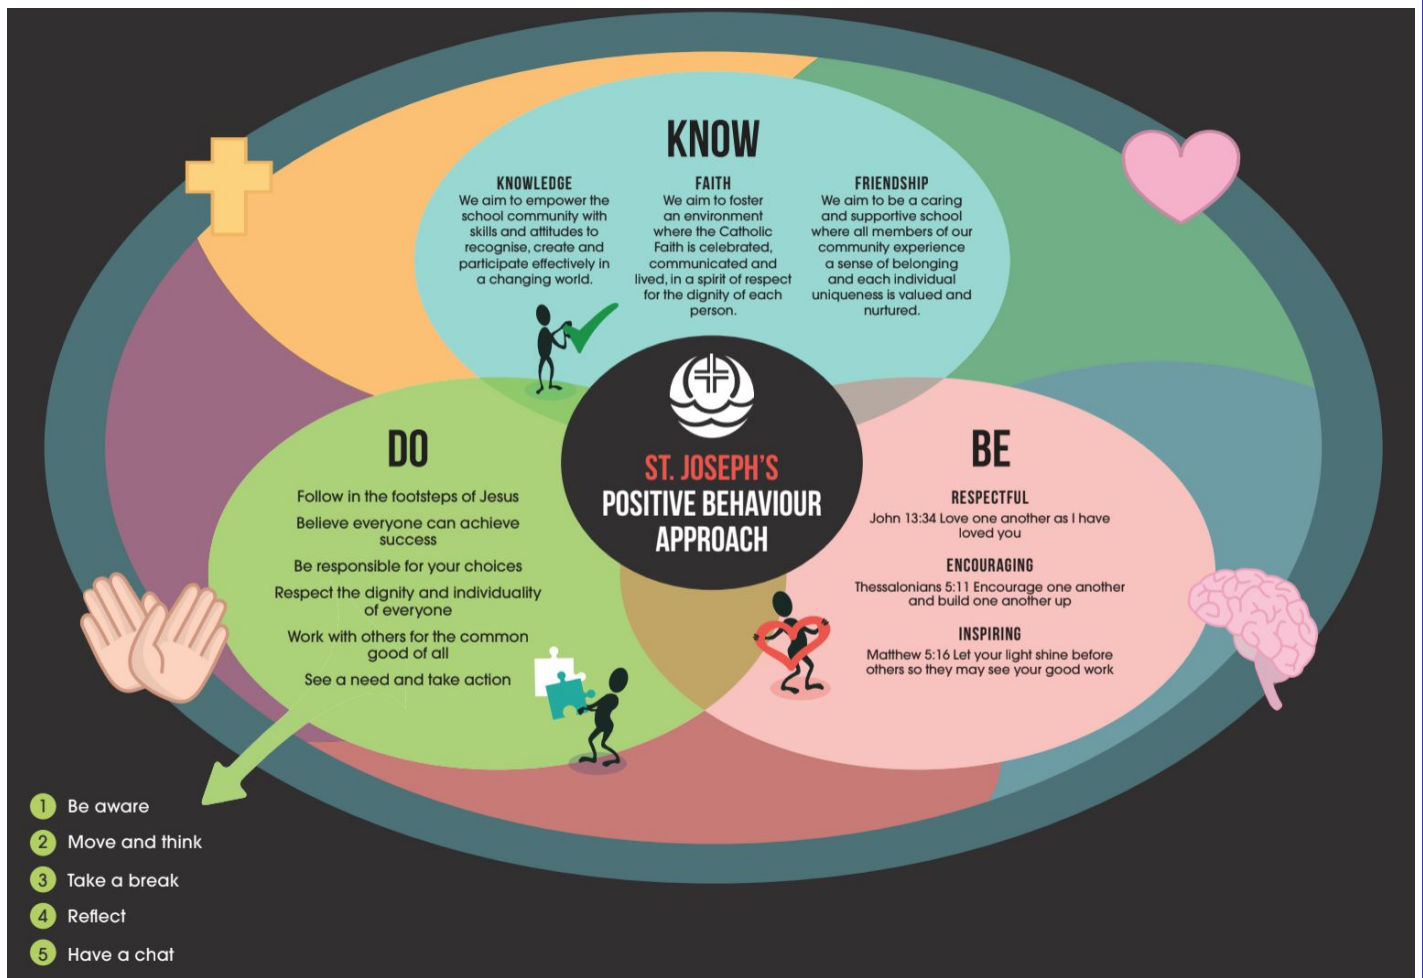 KNOW
KNOWLEDGE
We aim to empower the
school community with
skills and attitudes to
recognise, create and
participate effectively in
a changing world.
FAITH
We aim to foster
an environment
where the Catholic
Faith is celebrated,
communicated and
lived, in a spirit of respect
for the dignity of each
person.
FRIENDSHIP
We aim to be a caring
and supportive school
where all members of our
community experience
a sense of belonging
and each individual
uniqueness is valued and
nurtured.
ST. JOSEPH'S
POSITIVE BEHAVIOUR
APPROACH
DO
Follow in the footsteps of Jesus
Believe everyone can achieve
success
Be responsible for your choices
Respect the dignity and individuality
of everyone
Work with others for the common
good of all
See a need and take action
BE
RESPECTFUL
John 13:34 Love one another as I have
loved you
ENCOURAGING
Thessalonians 5:11 Encourage one another
and build one another up
INSPIRING
Matthew 5:16 Let your light shine before
others so they may see your good work
1 Be aware
2 Move and think
3 Take a break
4 Reflect
5 Have a chat